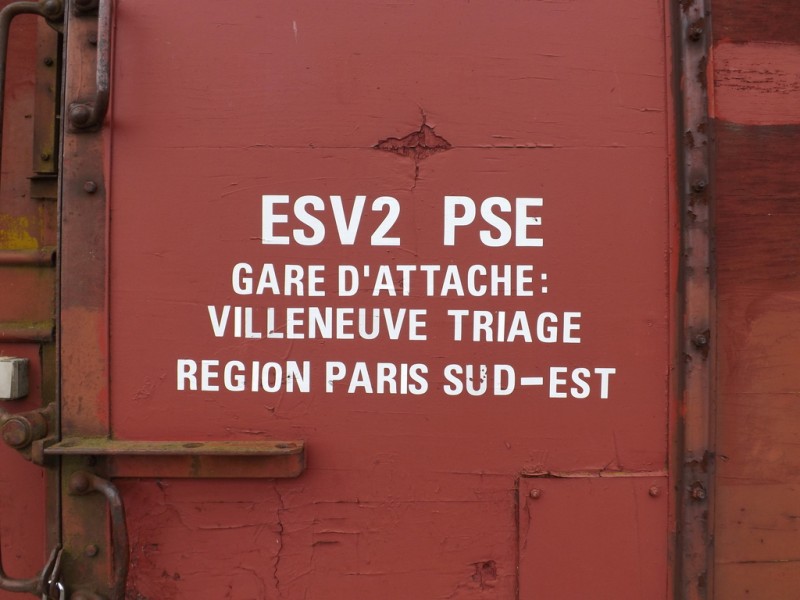 ESV2 PSE
GARE D'ATTACHE:
VILLENEUVE TRIAGE
REGION PARIS SUD-EST